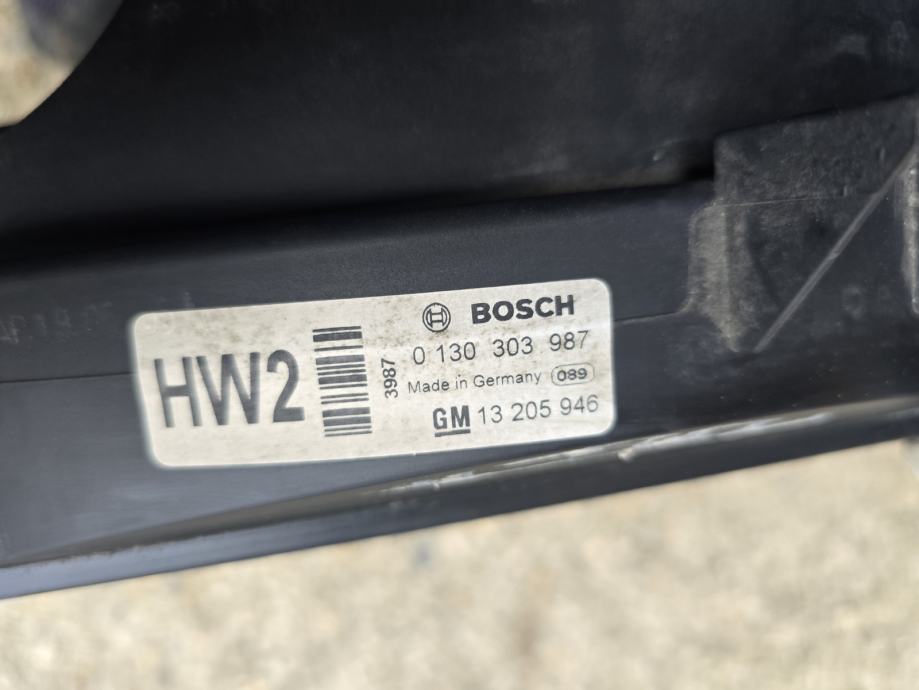 HW2
3987
BOSCH
0 130 303 987
Made in Germany 089
GM 13 205 946